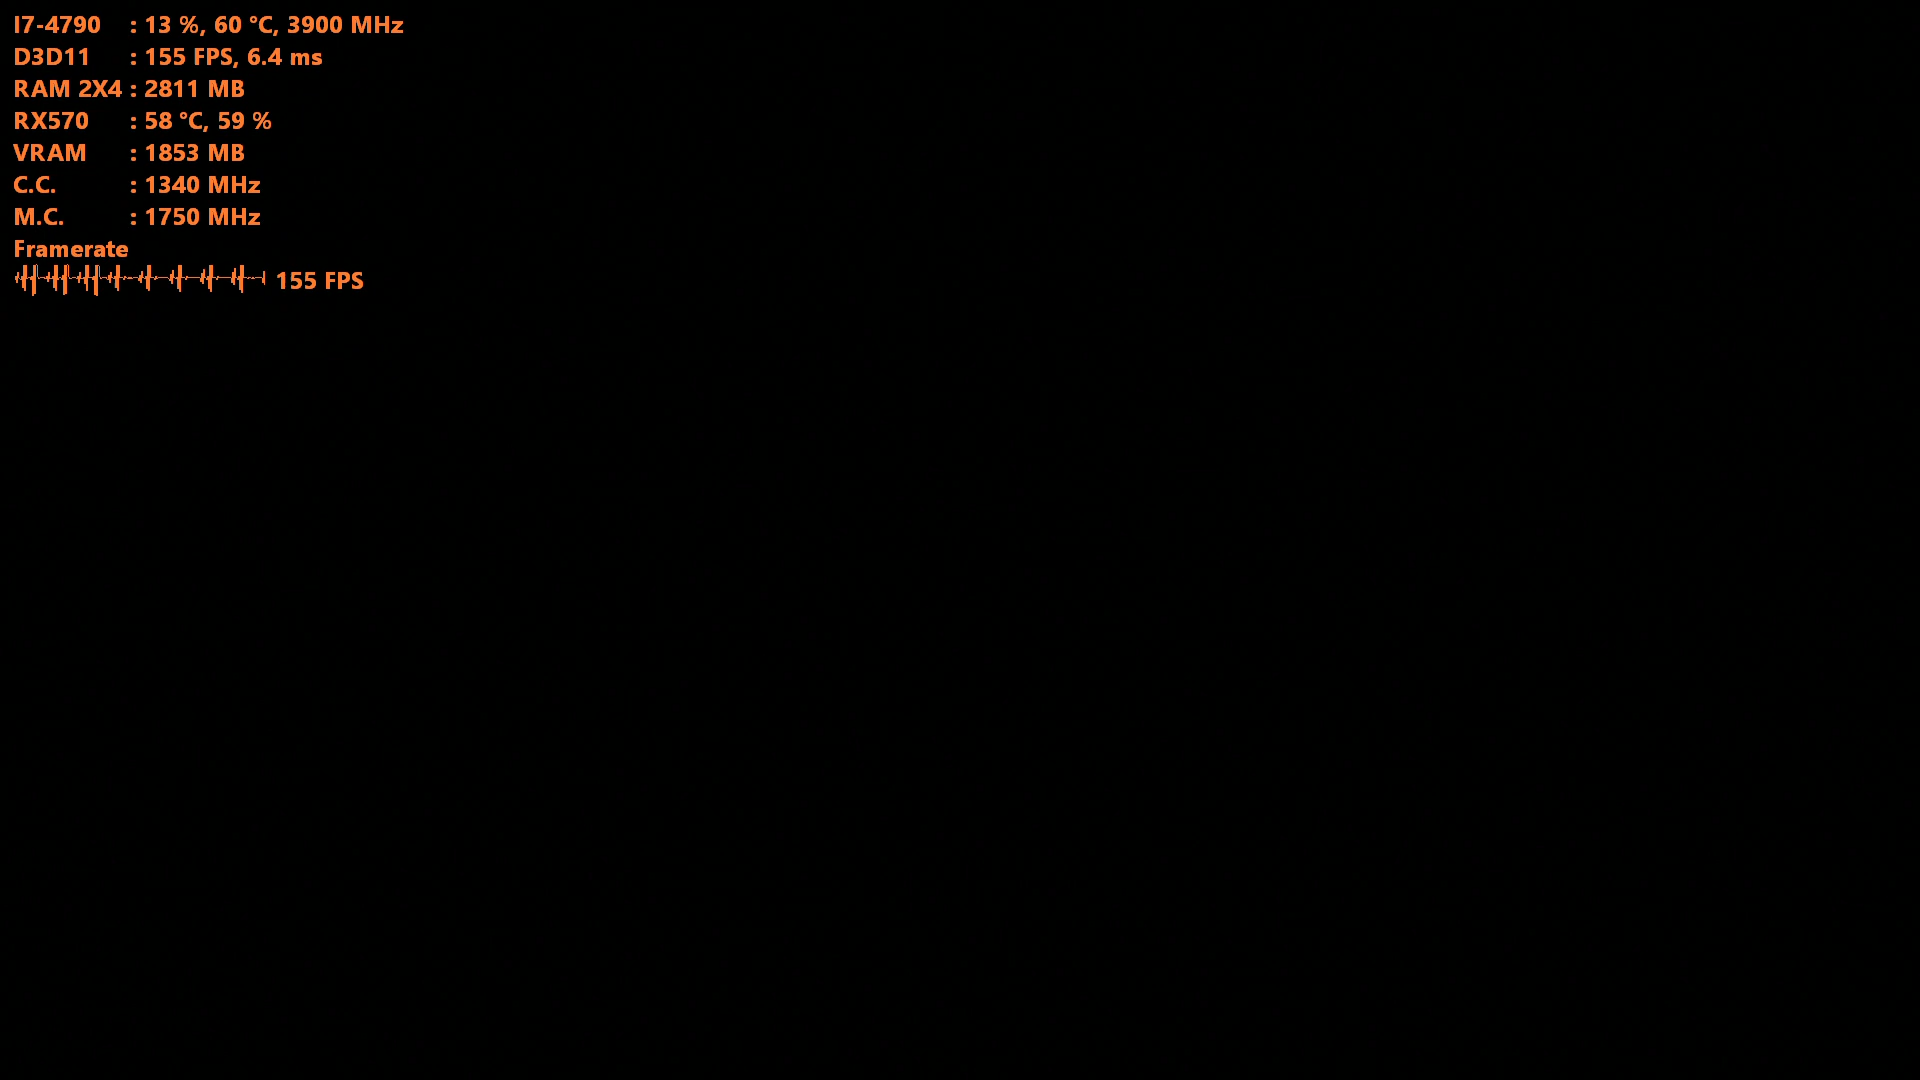 I7-4790 : 13 %, 60 °C, 3900 MHz
D3D11 : 155 FPS, 6.4 ms
RAM 2X4 : 2811 MB
RX570 : 58 °C, 59 %
VRAM : 1853 MB
C.C. : 1340 MHz
M.C. : 1750 MHz
Framerate
155 FPS